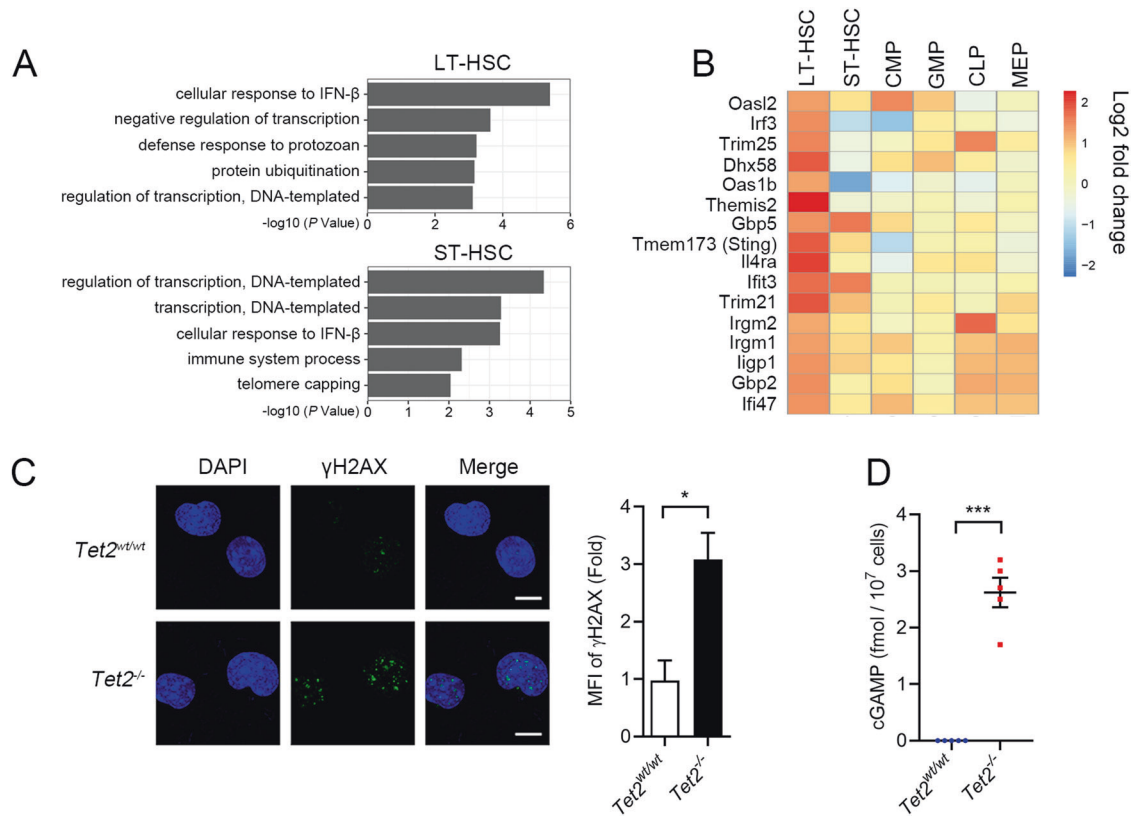 A
LT-HSC
cellular response to IFN-β
negative regulation of transcription
defense response to protozoan
protein ubiquitination
regulation of transcription, DNA-templated
-log10 (P Value) 0 2 4 6
ST-HSC
regulation of transcription, DNA-templated
transcription, DNA-templated
cellular response to IFN-β
immune system process
telomere capping
-log10 (P Value) 0 1 2 3 4 5
B
LT-HSC ST-HSC CMP GMP CLP MEP
Oasl2
Irf3
Trim25
Dhx58
Oas1b
Themis2
Gbp5
Tmem173 (Sting)
Il4ra
Ifit3
Trim21
Irgm2
Irgm1
Iigp1
Gbp2
Ifi47
2
1
0
−1
−2
Log2 fold change
C
DAPI γH2AX Merge
Tet2wt/wt
Tet2-/-
MFI of γH2AX (Fold)
4
3
2
1
0
*
Tet2wt/wt Tet2-/-
D
cGAMP (fmol / 10⁷ cells)
4
3
2
1
0
***
Tet2wt/wt Tet2-/-